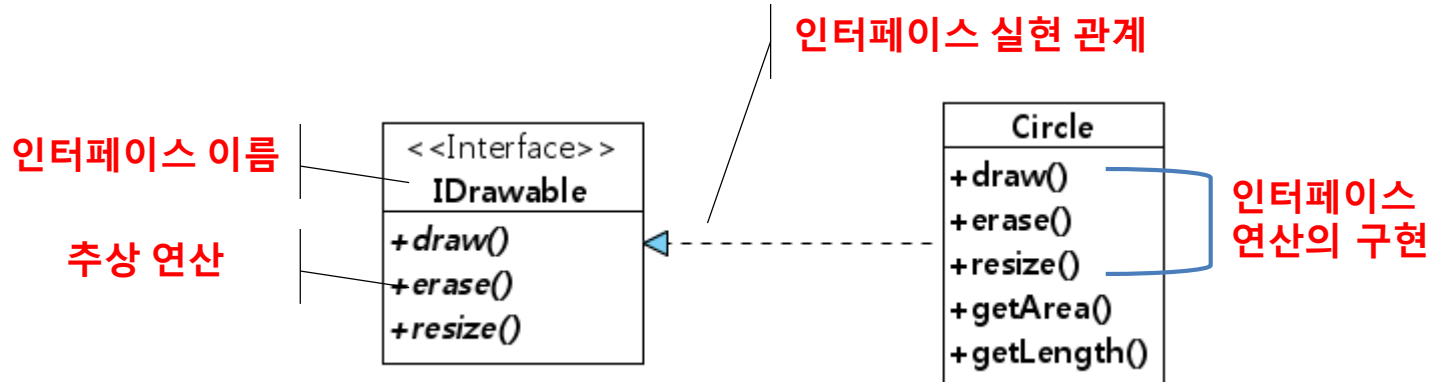 인터페이스 실현 관계
인터페이스 이름
<<Interface>>
IDrawable
추상 연산
+draw()
+erase()
+resize()
Circle
+draw()
+erase()
+resize()
+getArea()
+getLength()
인터페이스
연산의 구현